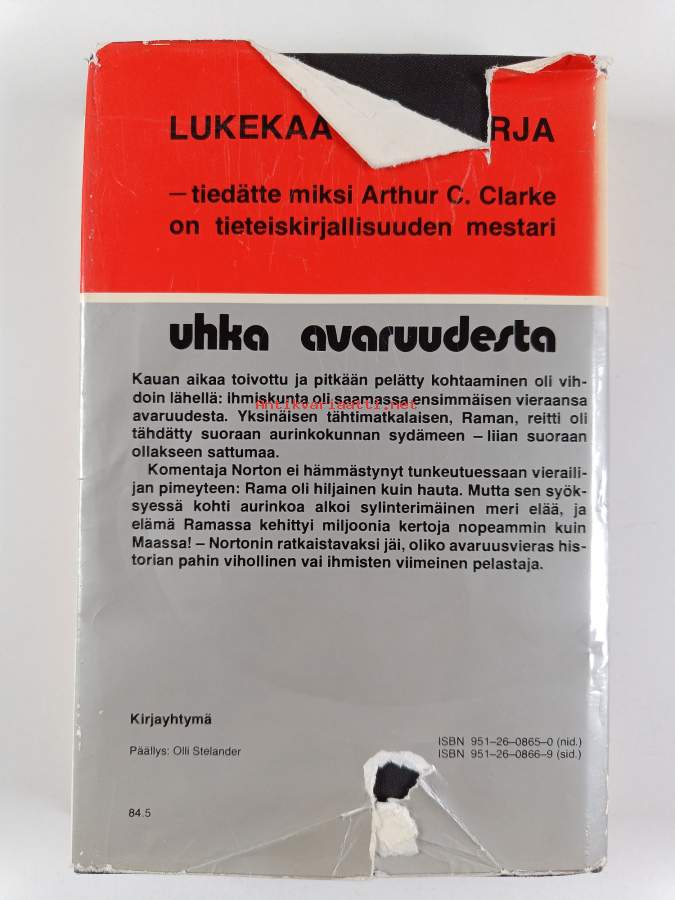 LUKEKAA
RJA
– tiedätte miksi Arthur C. Clarke
on tieteiskirjallisuuden mestari
uhka avaruudesta
Kauan aikaa toivottu ja pitkään pelätty kohtaaminen oli vih-
doin lähellä: ihmiskunta oli saamassa ensimmäisen vieraansa
antikvariaatti.net
avaruudesta. Yksinäisen tähtimatkalaisen, Raman, reitti oli
tähdätty suoraan aurinkokunnan sydämeen – liian suoraan
ollakseen sattumaa.
Komentaja Norton ei hämmästynyt tunkeutuessaan vieraili-
jan pimeyteen: Rama oli hiljainen kuin hauta. Mutta sen syök-
syessä kohti aurinkoa alkoi sylinterimäinen meri elää, ja
elämä Ramassa kehittyi miljoonia kertoja nopeammin kuin
Maassa! – Nortonin ratkaistavaksi jäi, oliko avaruusvieras his-
torian pahin vihollinen vai ihmisten viimeinen pelastaja.
Kirjayhtymä
Päällys: Olli Stelander
ISBN 951–26–0865–0 (nid.)
ISBN 951–26–0866–9 (sid.)
84.5